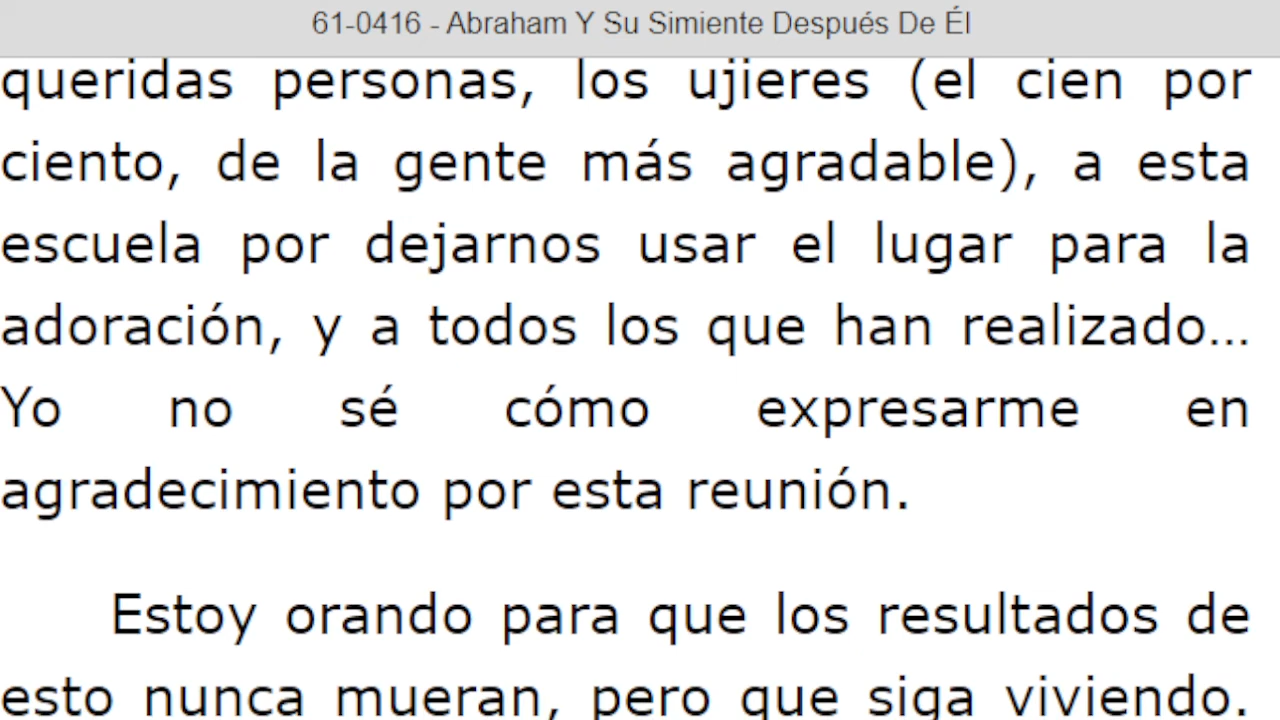 61-0416 - Abraham Y Su Simiente Después De Él
queridas personas, los ujieres (el cien por
ciento, de la gente más agradable), a esta
escuela por dejarnos usar el lugar para la
adoración, y a todos los que han realizado...
Yo no sé cómo expresarme en
agradecimiento por esta reunión.
Estoy orando para que los resultados de
esto nunca mueran, pero que siga viviendo.